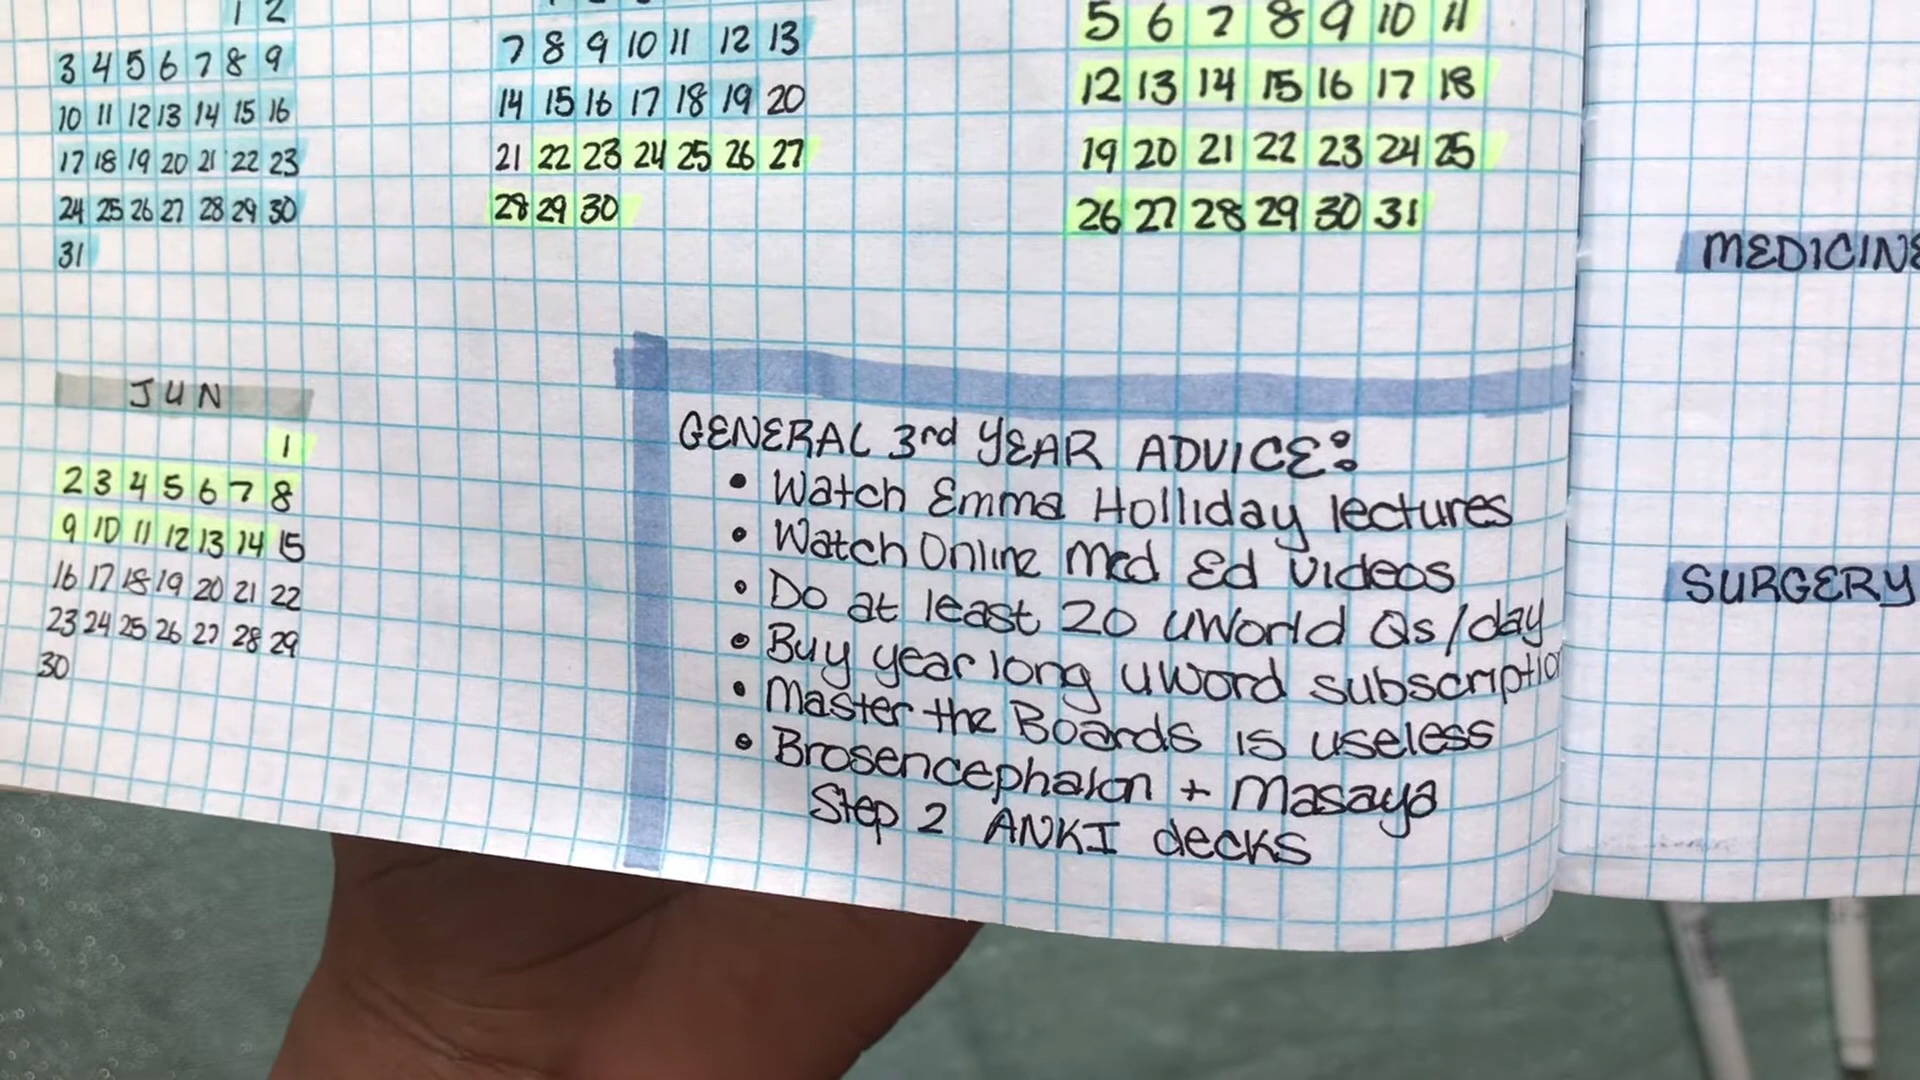 1 2
3 4 5 6 7 8 9
10 11 12 13 14 15 16
17 18 19 20 21 22 23
24 25 26 27 28 29 30
31
7 8 9 10 11 12 13
14 15 16 17 18 19 20
21 22 23 24 25 26 27
28 29 30
5 6 7 8 9 10 11
12 13 14 15 16 17 18
19 20 21 22 23 24 25
26 27 28 29 30 31
JUN
1
2 3 4 5 6 7 8
9 10 11 12 13 14 15
16 17 18 19 20 21 22
23 24 25 26 27 28 29
30
GENERAL 3rd YEAR ADVICE:
• Watch Emma Holliday lectures
• Watch Online Med Ed Videos
• Do at least 20 UWorld Qs/day
• Buy year long UWord subscription
• Master the Boards is useless
• Brosencephalon + Masaya
Step 2 ANKI decks
MEDICINE
SURGERY